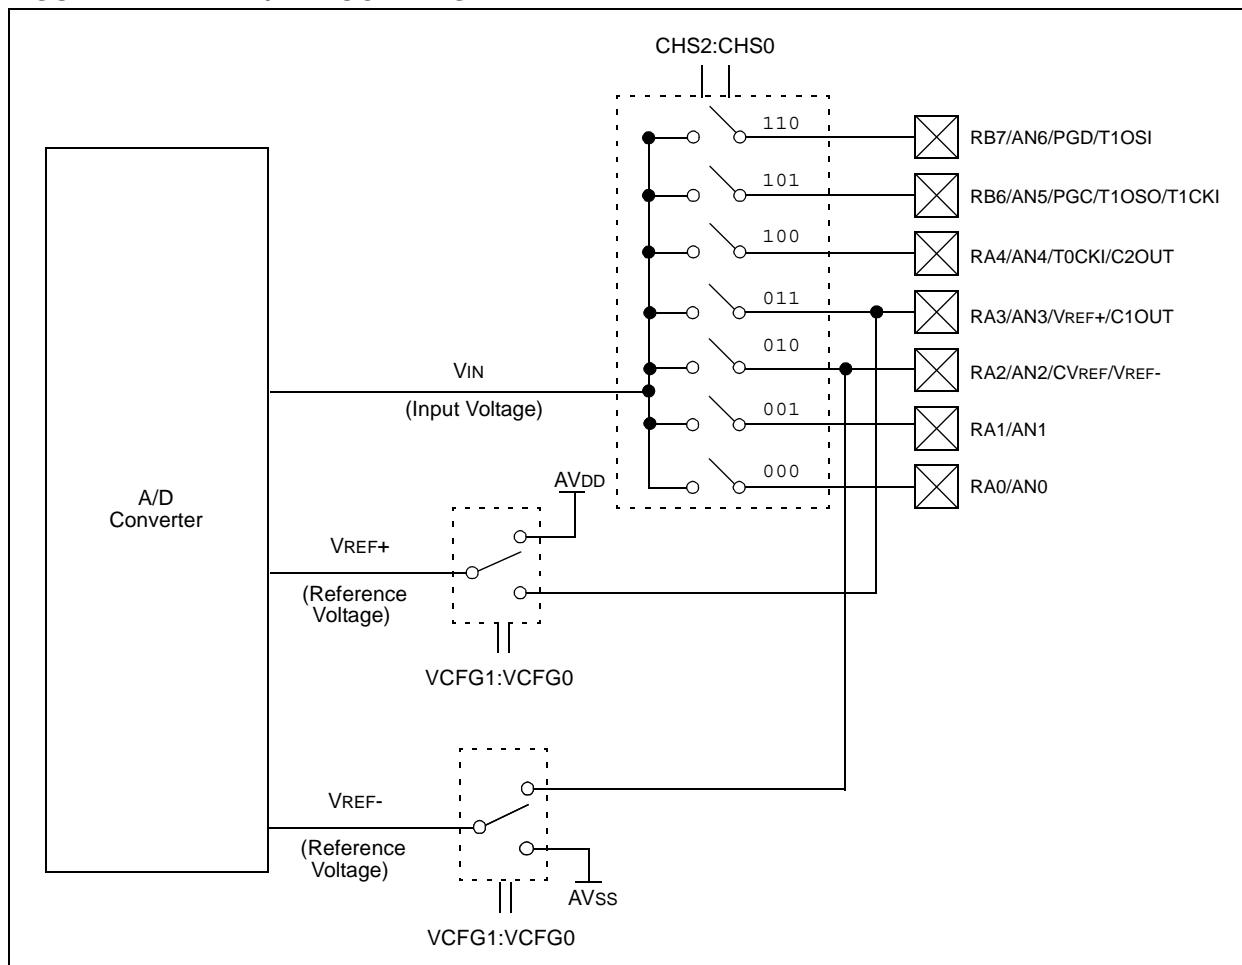 CHS2:CHS0
110
RB7/AN6/PGD/T1OSI
101
RB6/AN5/PGC/T1OSO/T1CKI
100
RA4/AN4/T0CKI/C2OUT
011
RA3/AN3/VREF+/C1OUT
010
RA2/AN2/CVREF/VREF-
VIN
(Input Voltage)
001
RA1/AN1
000
RA0/AN0
AVDD
A/D
Converter
VREF+
(Reference
Voltage)
VCFG1:VCFG0
VREF-
(Reference
Voltage)
AVSS
VCFG1:VCFG0